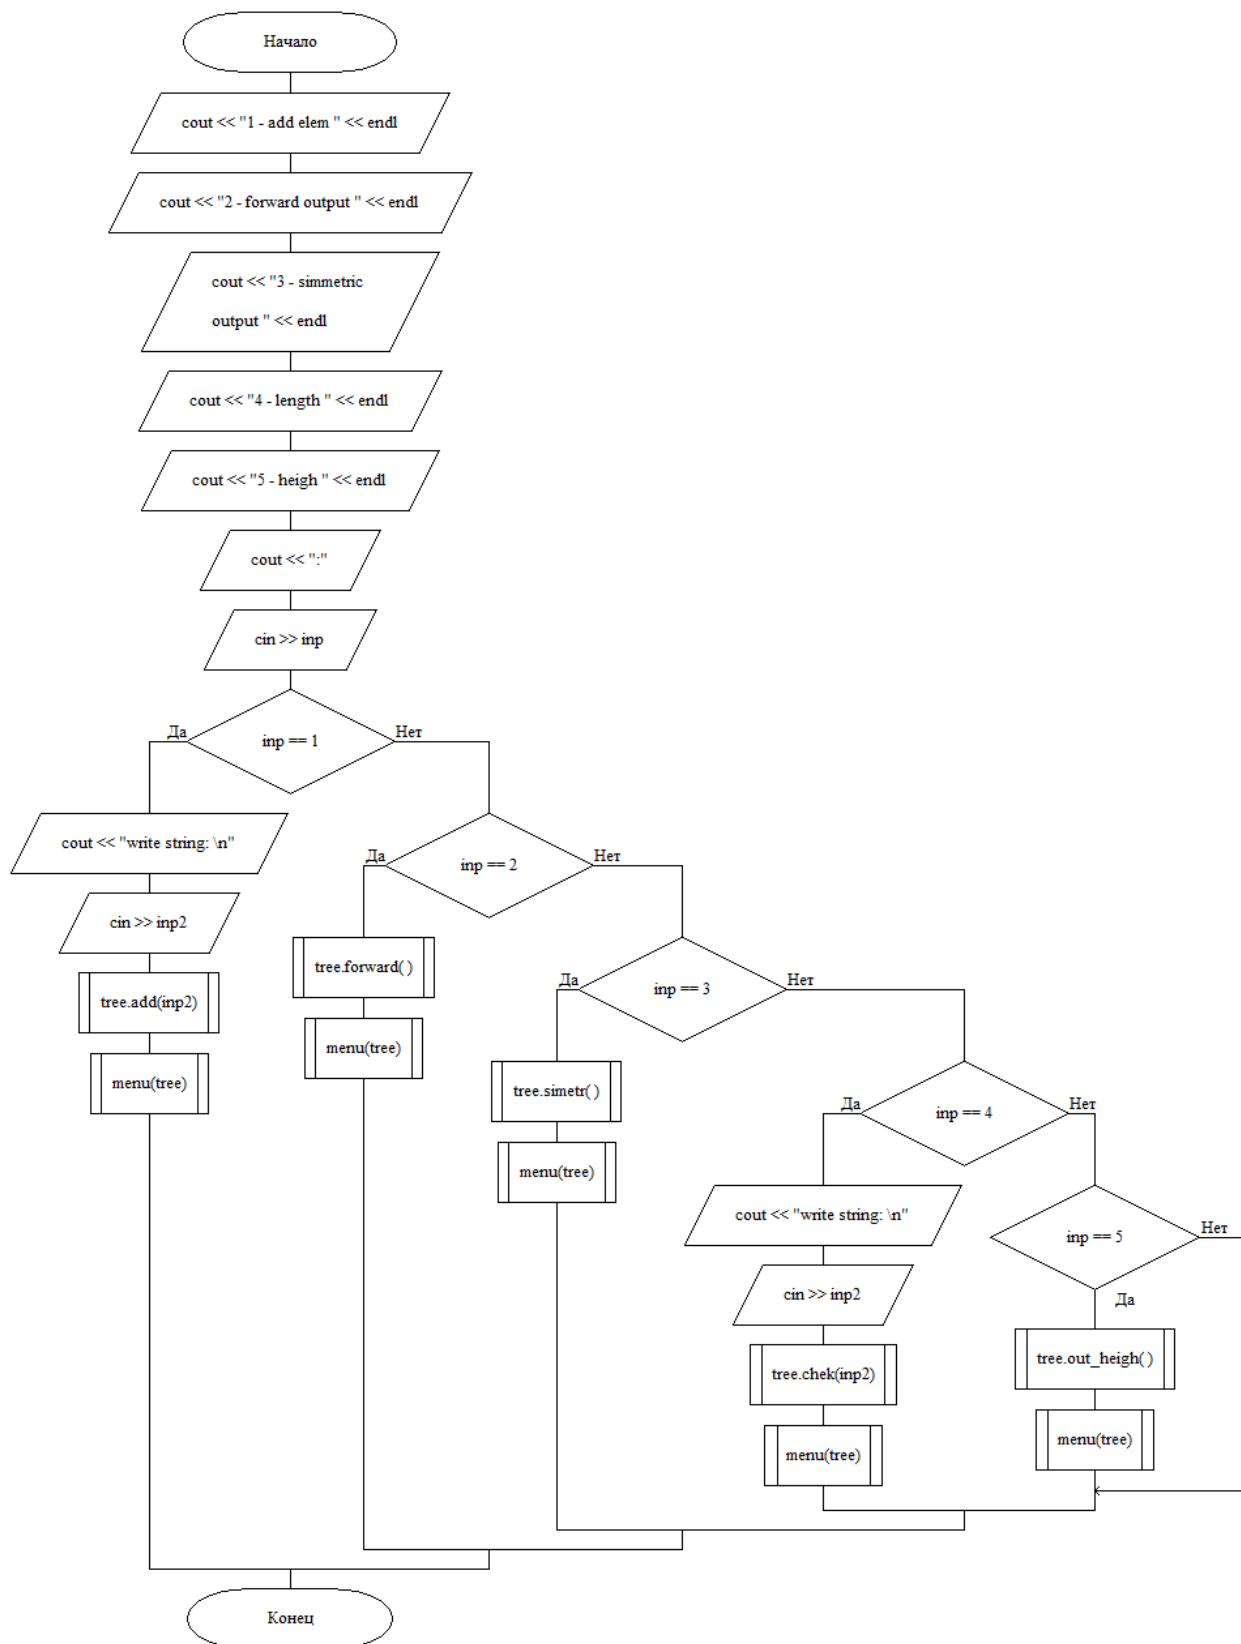 Начало
cout << "1 - add elem " << endl
cout << "2 - forward output " << endl
cout << "3 - simmetric
output " << endl
cout << "4 - length " << endl
cout << "5 - heigh " << endl
cout << ":"
cin >> inp
Да
inp == 1
Нет
cout << "write string: \n"
cin >> inp2
tree.add(inp2)
menu(tree)
Да
inp == 2
Нет
tree.forward( )
menu(tree)
Да
inp == 3
Нет
tree.simetr( )
menu(tree)
Да
inp == 4
Нет
cout << "write string: \n"
cin >> inp2
tree.chek(inp2)
menu(tree)
inp == 5
Нет
Да
tree.out_heigh( )
menu(tree)
Конец